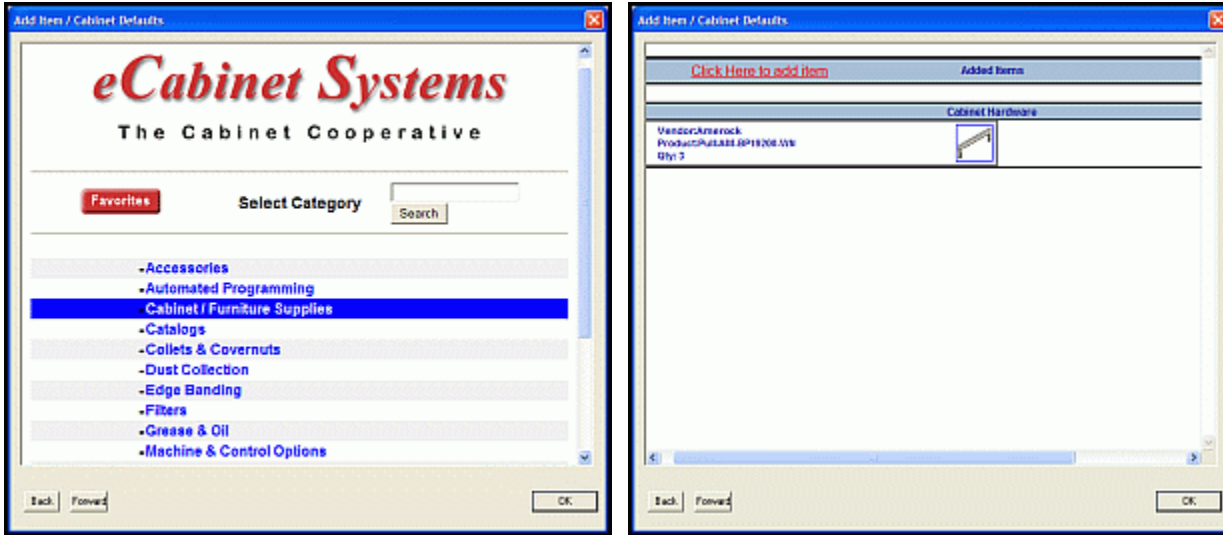 Add Item / Cabinet Defaults
eCabinet Systems
The Cabinet Cooperative
Favorites
Select Category
Search
-Accessories
-Automated Programming
-Cabinet / Furniture Supplies
-Catalogs
-Collets & Covernuts
-Dust Collection
-Edge Banding
-Filters
-Grease & Oil
-Machine & Control Options
Back
Forward
OK
Add Item / Cabinet Defaults
Click Here to add item
Added Items
Cabinet Hardware
Vendor:Amerock
Qty: 3
Back
Forward
OK